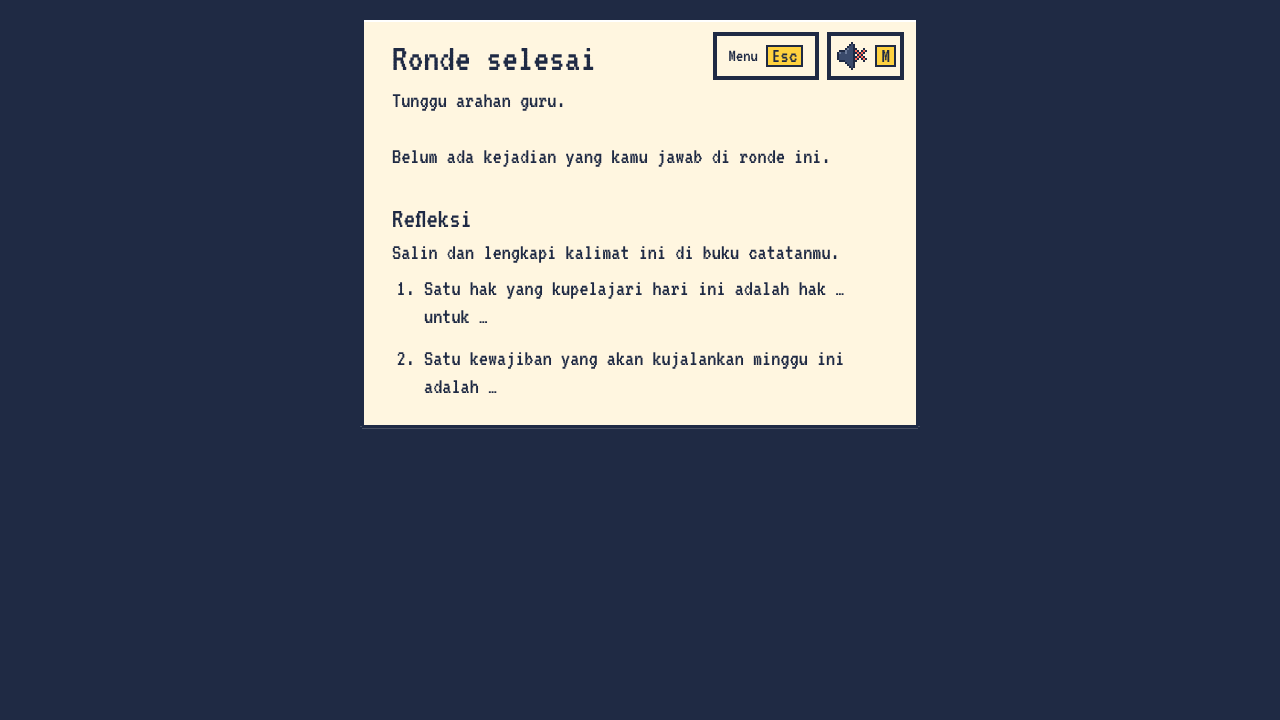 Ronde selesai
Menu Esc
M
Tunggu arahan guru.
Belum ada kejadian yang kamu jawab di ronde ini.
Refleksi
Salin dan lengkapi kalimat ini di buku catatanmu.
1. Satu hak yang kupelajari hari ini adalah hak …
untuk …
2. Satu kewajiban yang akan kujalankan minggu ini
adalah …